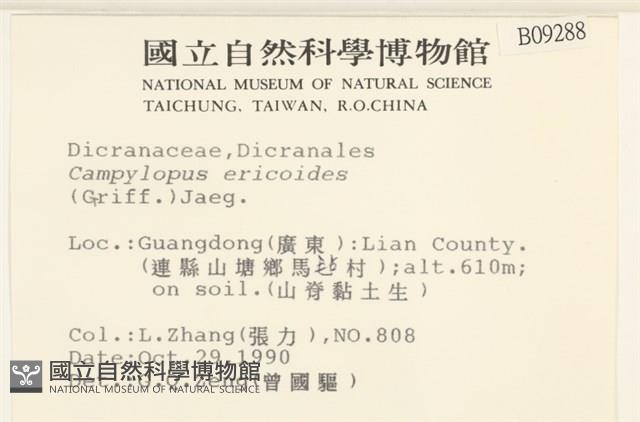 B09288
國立自然科學博物館
NATIONAL MUSEUM OF NATURAL SCIENCE
TAICHUNG, TAIWAN, R.O.CHINA
Dicranaceae,Dicranales
Campylopus ericoides
(Griff.)Jaeg.
Loc.:Guangdong(廣東):Lian County.
(連縣山塘鄉馬 村);alt.610m;
on soil.(山脊黏土生)
Col.:L.Zhang(張力),NO.808
Date:Oct.29,1990
(曾國驅)
國立自然科學博物館
NATIONAL MUSEUM OF NATURAL SCIENCE